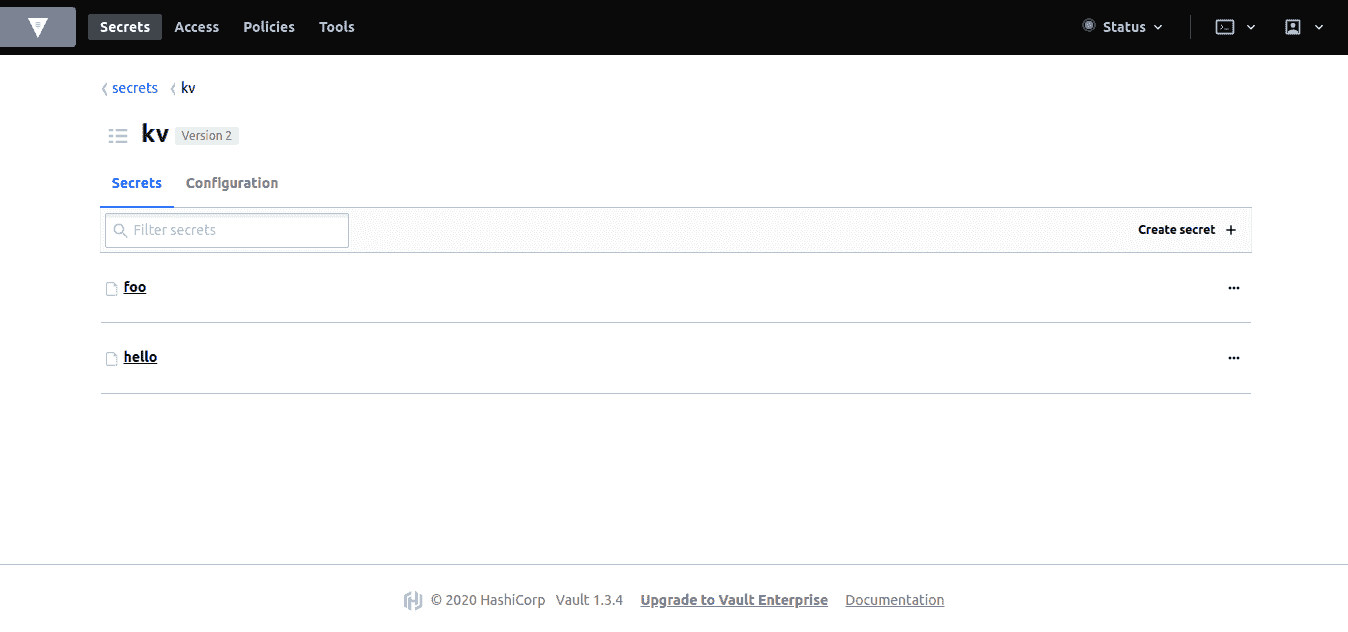 Secrets Access Policies Tools Status
secrets kv
kv Version 2
Secrets Configuration
Filter secrets Create secret +
foo
hello
© 2020 HashiCorp Vault 1.3.4 Upgrade to Vault Enterprise Documentation